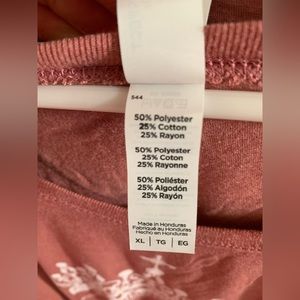 544
50% Polyester
25% Cotton
25% Rayon
50% Polyester
25% Coton
25% Rayonne
50% Poliéster
25% Algodón
25% Rayón
Made in Honduras
Fabriqué au Honduras
Hecho en Honduras
XL | TG | EG